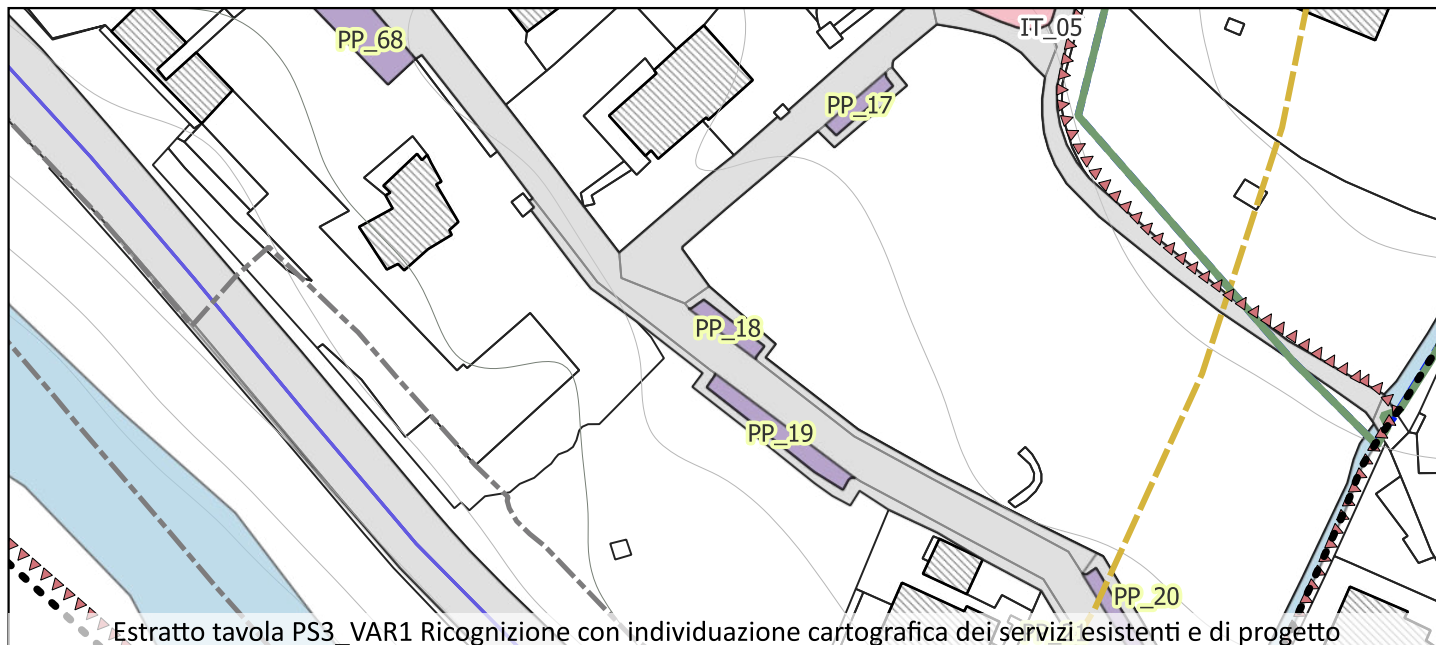 IT_05
PP_68
PP_17
PP_18
PP_19
PP_20
Estratto tavola PS3_VAR1 Ricognizione con individuazione cartografica dei servizi esistenti e di progetto